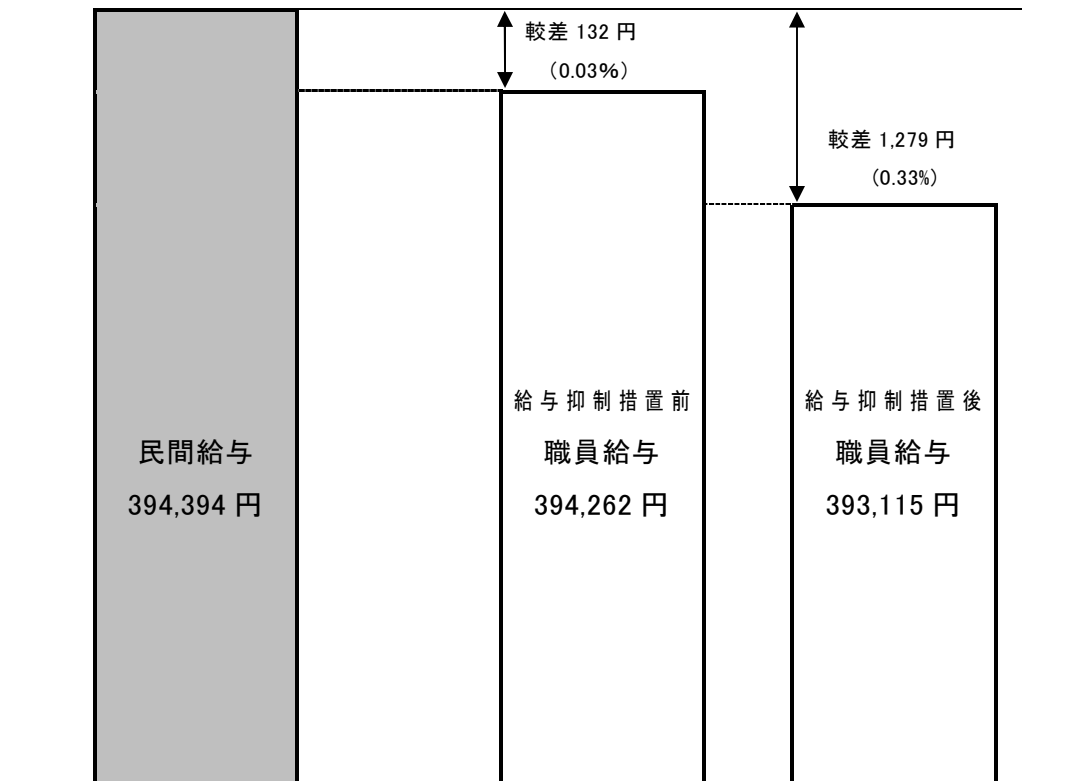 較差 132 円
（0.03％）
較差 1,279 円
（0.33%）
民間給与
394,394 円
給与抑制措置前
職員給与
394,262 円
給与抑制措置後
職員給与
393,115 円